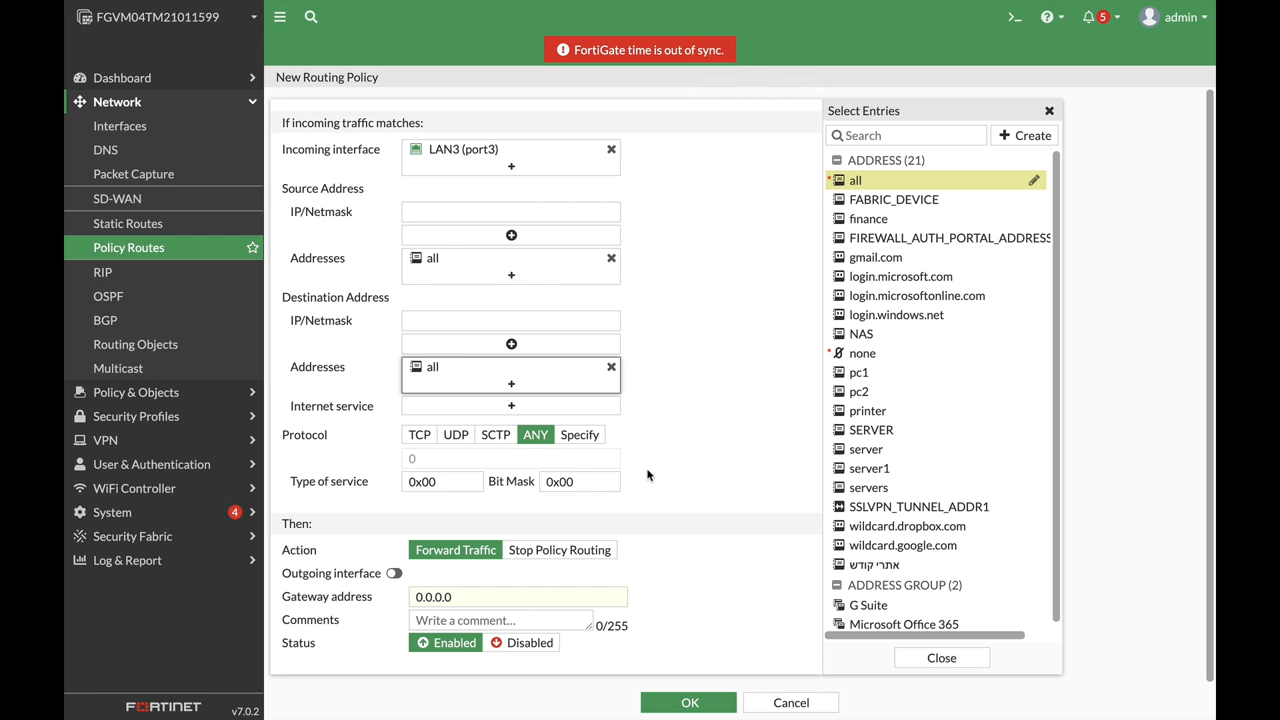 FGVM04TM21011599
5
admin
FortiGate time is out of sync.
Dashboard
Network
Interfaces
DNS
Packet Capture
SD-WAN
Static Routes
Policy Routes
RIP
OSPF
BGP
Routing Objects
Multicast
Policy & Objects
Security Profiles
VPN
User & Authentication
WiFi Controller
System 4
Security Fabric
Log & Report
FORTINET v7.0.2
New Routing Policy
If incoming traffic matches:
Incoming interface LAN3 (port3)
Source Address
IP/Netmask
Addresses all
Destination Address
IP/Netmask
Addresses all
Internet service
Protocol TCP UDP SCTP ANY Specify
0
Type of service 0x00 Bit Mask 0x00
Then:
Action Forward Traffic Stop Policy Routing
Outgoing interface
Gateway address 0.0.0.0
Comments Write a comment... 0/255
Status Enabled Disabled
OK Cancel
Select Entries
Search Create
ADDRESS (21)
all
FABRIC_DEVICE
finance
FIREWALL_AUTH_PORTAL_ADDRESS
gmail.com
login.microsoft.com
login.microsoftonline.com
login.windows.net
NAS
none
pc1
pc2
printer
SERVER
server
server1
servers
SSLVPN_TUNNEL_ADDR1
wildcard.dropbox.com
wildcard.google.com
אתרי קודש
ADDRESS GROUP (2)
G Suite
Microsoft Office 365
Close